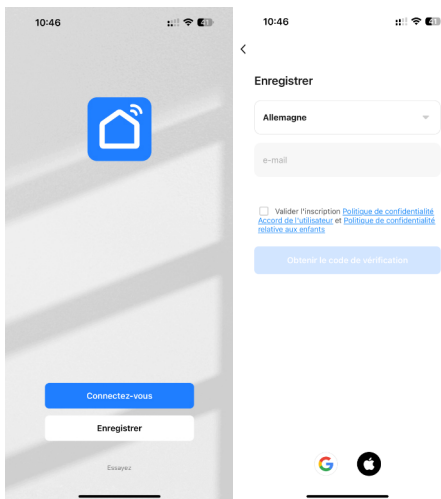 10:46
Connectez-vous
Enregistrer
Essayez
10:46
Enregistrer
Allemagne
e-mail
Valider l'inscription Politique de confidentialité
Accord de l'utilisateur et Politique de confidentialité
relative aux enfants
Obtenir le code de vérification